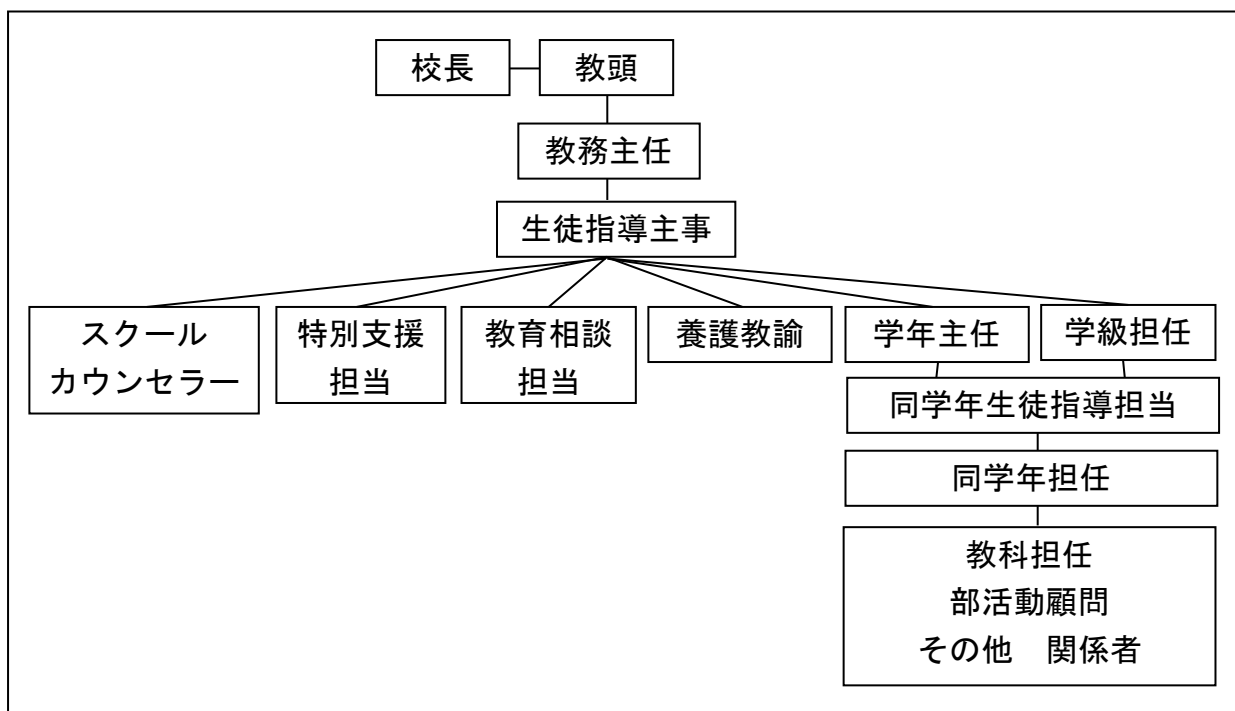 校長
教頭
教務主任
生徒指導主事
スクール
カウンセラー
特別支援
担当
教育相談
担当
養護教諭
学年主任
学級担任
同学年生徒指導担当
同学年担任
教科担任
部活動顧問
その他　関係者